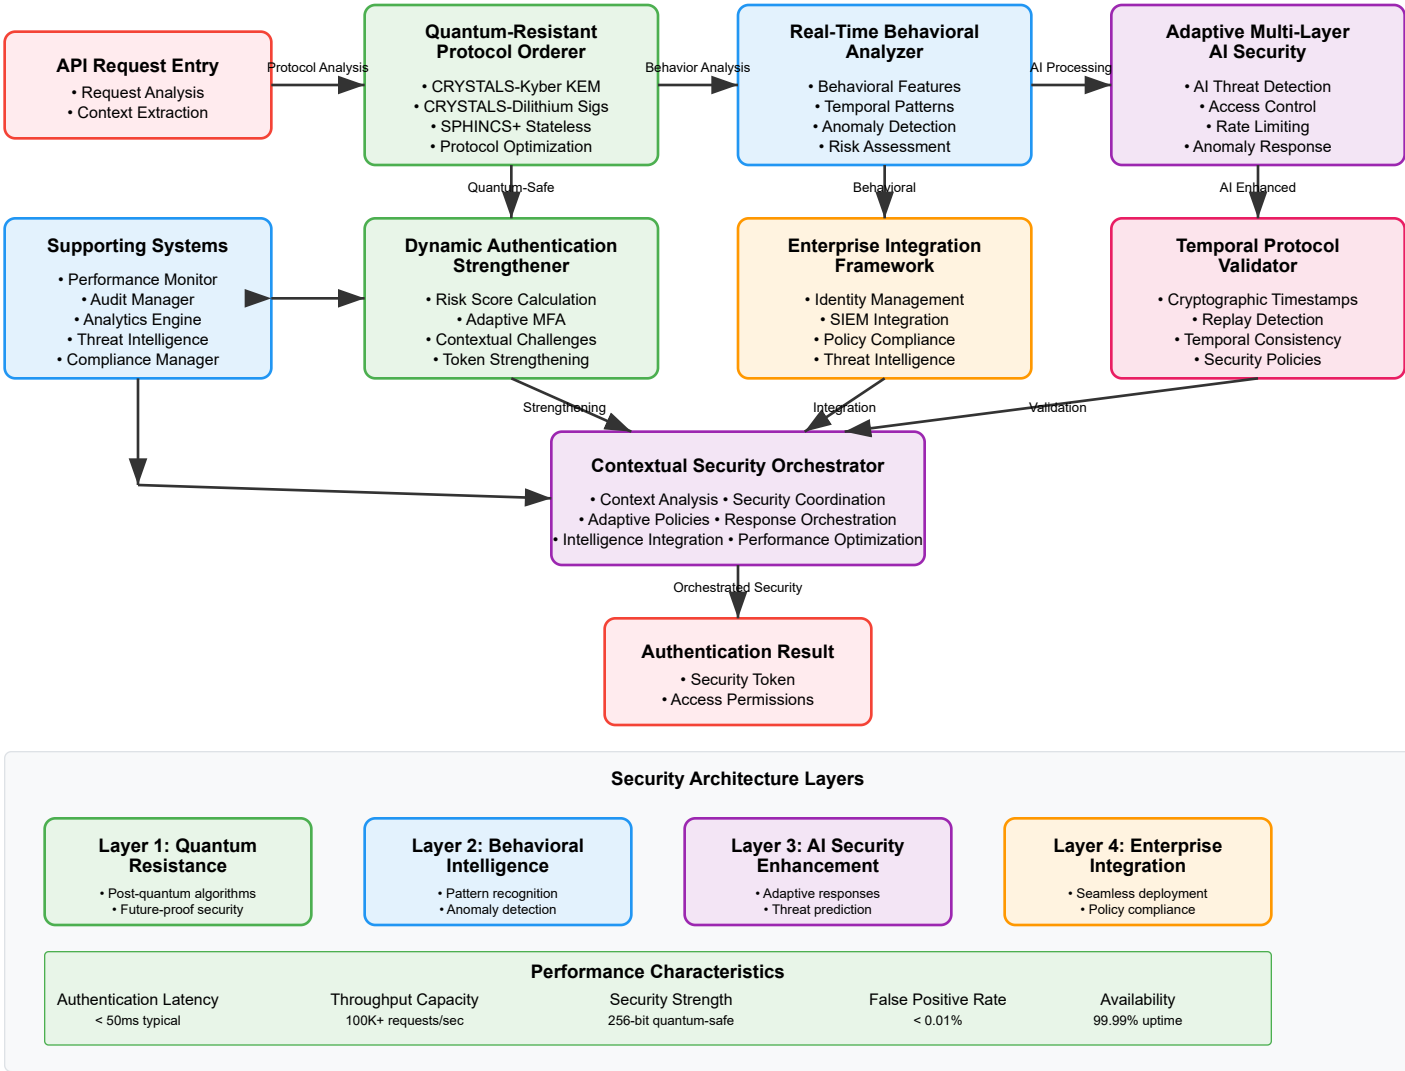 API Request Entry
• Request Analysis
• Context Extraction
Protocol Analysis
Quantum-Resistant
Protocol Orderer
• CRYSTALS-Kyber KEM
• CRYSTALS-Dilithium Sigs
• SPHINCS+ Stateless
• Protocol Optimization
Behavior Analysis
Real-Time Behavioral
Analyzer
• Behavioral Features
• Temporal Patterns
• Anomaly Detection
• Risk Assessment
AI Processing
Adaptive Multi-Layer
AI Security
• AI Threat Detection
• Access Control
• Rate Limiting
• Anomaly Response
Quantum-Safe
Behavioral
AI Enhanced
Supporting Systems
• Performance Monitor
• Audit Manager
• Analytics Engine
• Threat Intelligence
• Compliance Manager
Dynamic Authentication
Strengthener
• Risk Score Calculation
• Adaptive MFA
• Contextual Challenges
• Token Strengthening
Enterprise Integration
Framework
• Identity Management
• SIEM Integration
• Policy Compliance
• Threat Intelligence
Temporal Protocol
Validator
• Cryptographic Timestamps
• Replay Detection
• Temporal Consistency
• Security Policies
Strengthening
Integration
Validation
Contextual Security Orchestrator
• Context Analysis • Security Coordination
• Adaptive Policies • Response Orchestration
• Intelligence Integration • Performance Optimization
Orchestrated Security
Authentication Result
• Security Token
• Access Permissions
Security Architecture Layers
Layer 1: Quantum
Resistance
• Post-quantum algorithms
• Future-proof security
Layer 2: Behavioral
Intelligence
• Pattern recognition
• Anomaly detection
Layer 3: AI Security
Enhancement
• Adaptive responses
• Threat prediction
Layer 4: Enterprise
Integration
• Seamless deployment
• Policy compliance
Performance Characteristics
Authentication Latency
< 50ms typical
Throughput Capacity
100K+ requests/sec
Security Strength
256-bit quantum-safe
False Positive Rate
< 0.01%
Availability
99.99% uptime